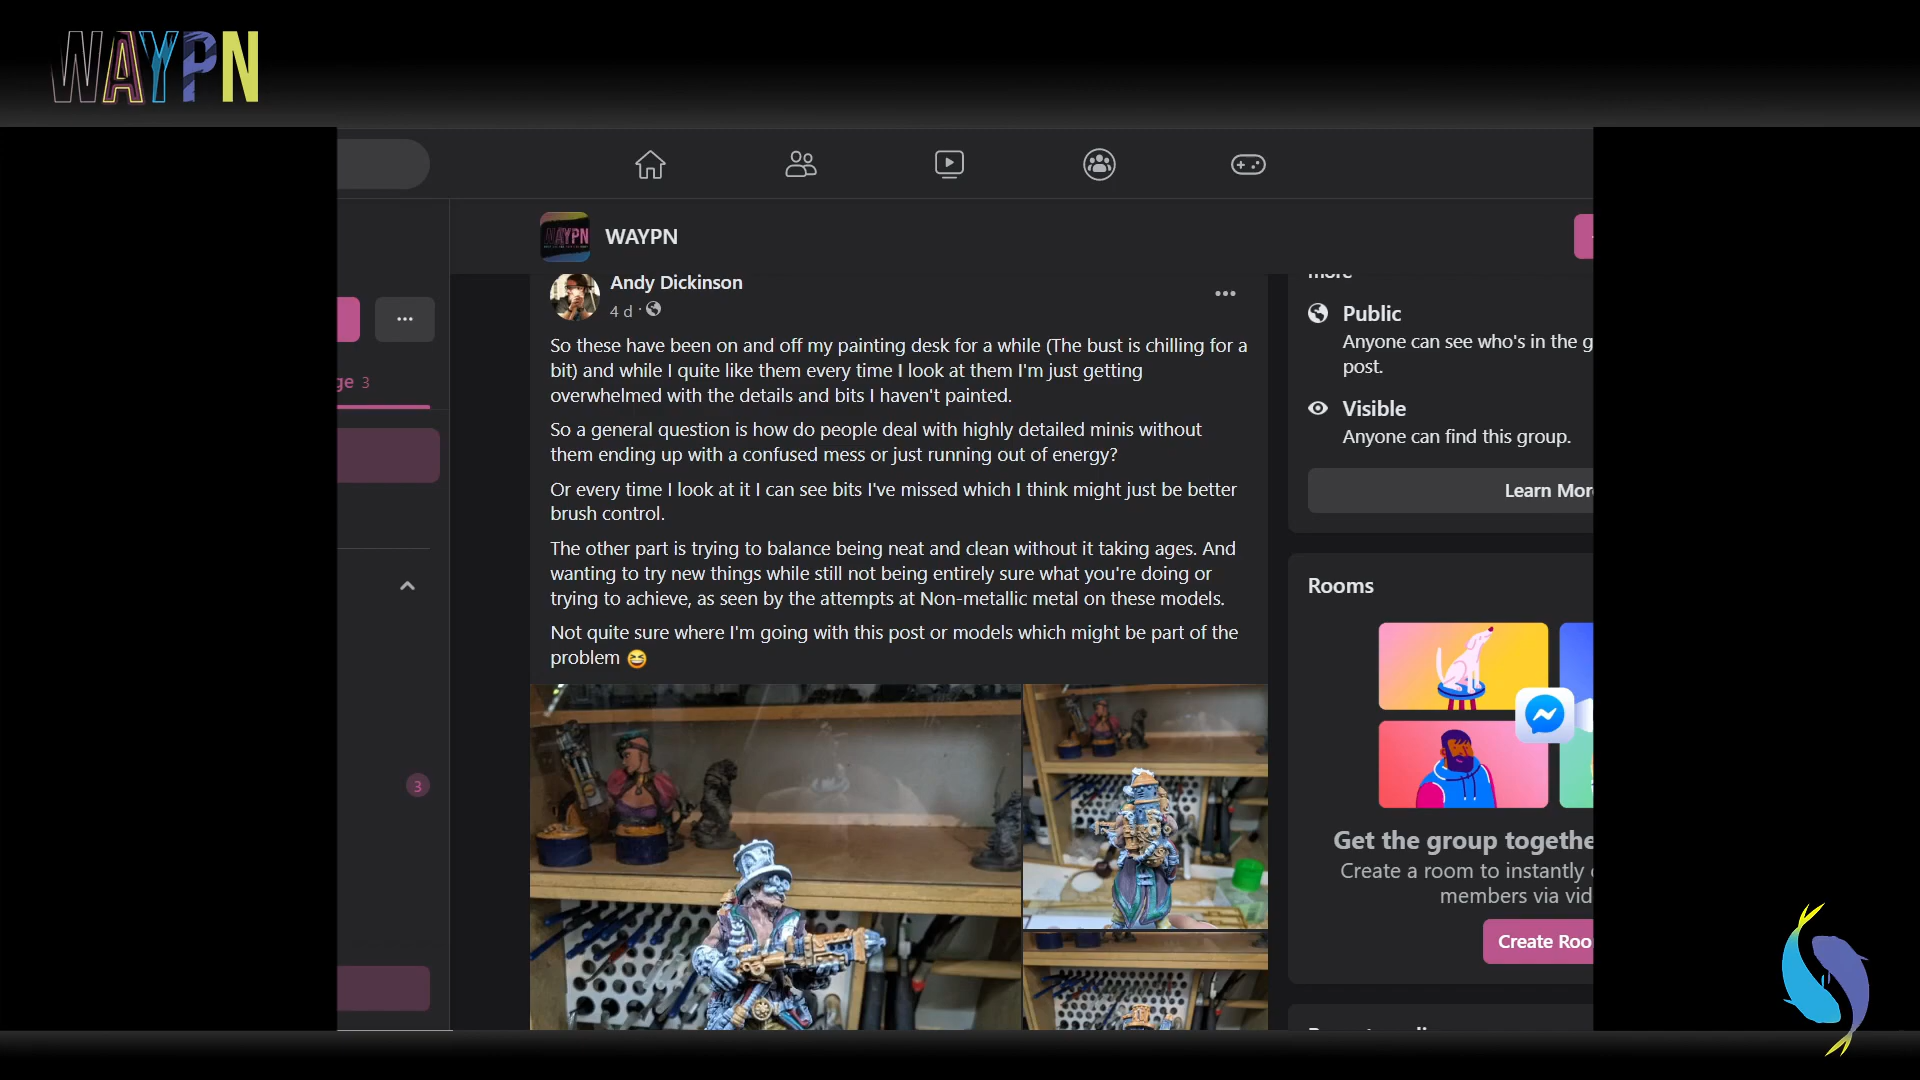 WAYPN
WAYPN
WAYPN
Andy Dickinson
4 d
So these have been on and off my painting desk for a while (The bust is chilling for a
bit) and while I quite like them every time I look at them I'm just getting
overwhelmed with the details and bits I haven't painted.
So a general question is how do people deal with highly detailed minis without
them ending up with a confused mess or just running out of energy?
Or every time I look at it I can see bits I've missed which I think might just be better
brush control.
The other part is trying to balance being neat and clean without it taking ages. And
wanting to try new things while still not being entirely sure what you're doing or
trying to achieve, as seen by the attempts at Non-metallic metal on these models.
Not quite sure where I'm going with this post or models which might be part of the
problem 😆
ge 3
3
more
Public
Anyone can see who's in the g
post.
Visible
Anyone can find this group.
Learn Mor
Rooms
Get the group togethe
Create a room to instantly
members via vid
Create Roo